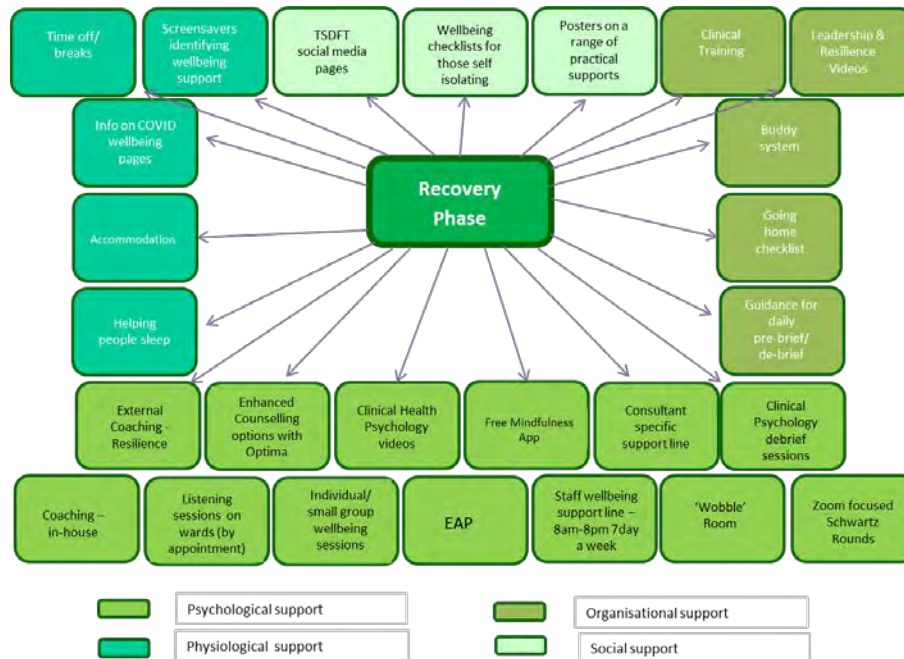 Time off/
breaks
Screensavers
identifying
wellbeing
support
TSDFT
social media
pages
Wellbeing
checklists for
those self
isolating
Posters on a
range of
practical
supports
Clinical
Training
Leadership &
Resilience
Videos
Info on COVID
wellbeing
pages
Recovery
Phase
Buddy
system
Accommodation
Going
home
checklist
Helping
people sleep
Guidance for
daily
pre-brief/
de-brief
External
Coaching -
Resilience
Enhanced
Counselling
options with
Optima
Clinical Health
Psychology
videos
Free Mindfulness
App
Consultant
specific
support line
Clinical
Psychology
debrief
sessions
Coaching –
in-house
Listening
sessions on
wards (by
appointment)
Individual/
small group
wellbeing
sessions
EAP
Staff wellbeing
support line –
8am-8pm 7day
a week
‘Wobble’
Room
Zoom focused
Schwartz
Rounds
Psychological support
Organisational support
Physiological support
Social support